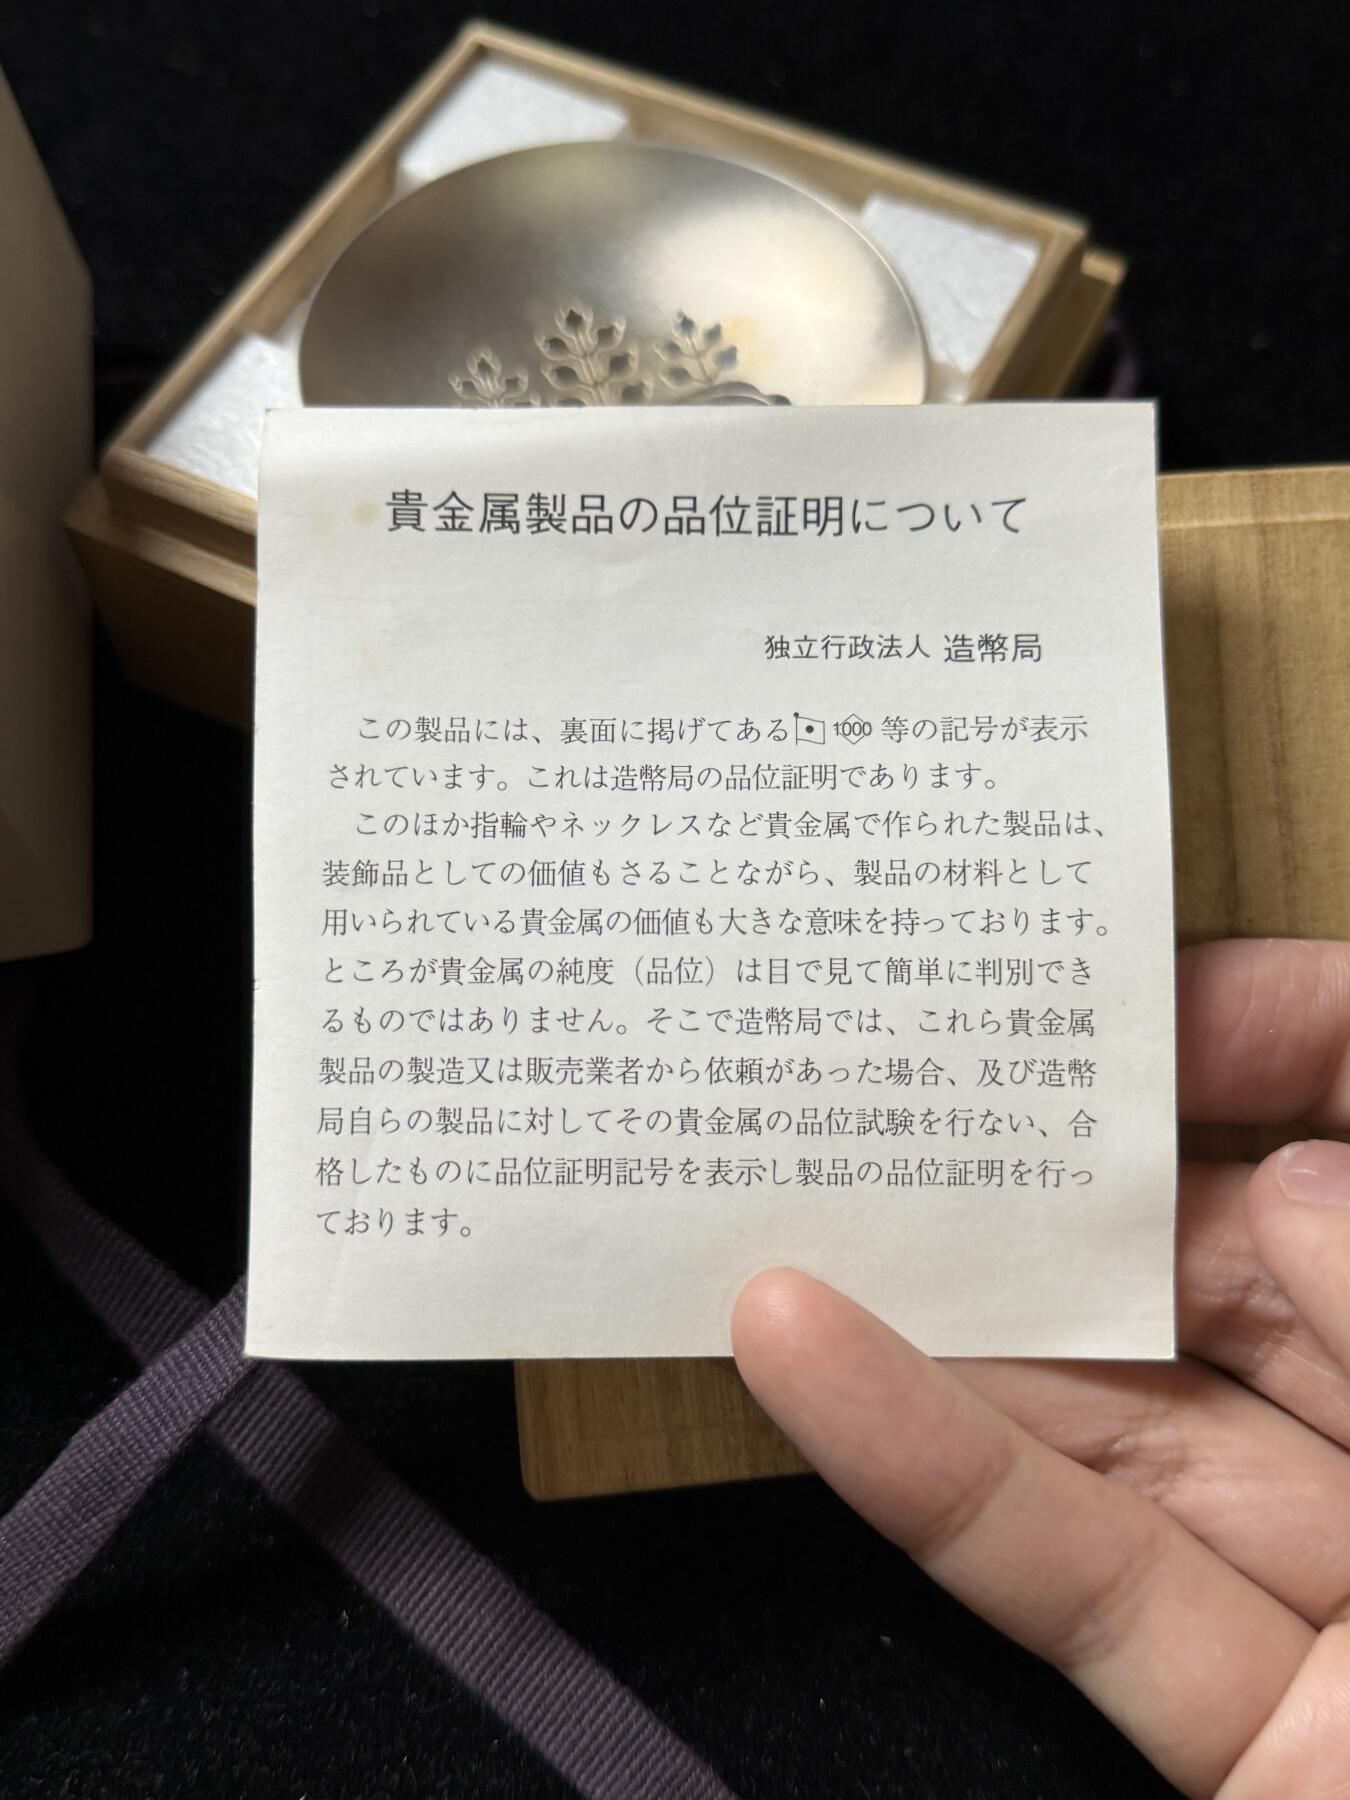 貴金属製品の品位証明について
独立行政法人 造幣局
この製品には、裏面に掲げてある 1000 等の記号が表示
されています。これは造幣局の品位証明であります。
このほか指輪やネックレスなど貴金属で作られた製品は、
装飾品としての価値もさることながら、製品の材料として
用いられている貴金属の価値も大きな意味を持っております。
ところが貴金属の純度（品位）は目で見て簡単に判別でき
るものではありません。そこで造幣局では、これら貴金属
製品の製造又は販売業者から依頼があった場合、及び造幣
局自らの製品に対してその貴金属の品位試験を行ない、合
格したものに品位証明記号を表示し製品の品位証明を行っ
ております。